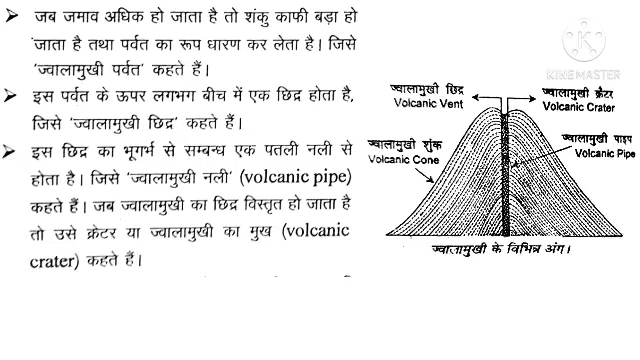 जब जमाव अधिक हो जाता है तो शंकु काफी बड़ा हो
जाता है तथा पर्वत का रूप धारण कर लेता है। जिसे
'ज्वालामुखी पर्वत' कहते हैं।
इस पर्वत के ऊपर लगभग बीच में एक छिद्र होता है,
जिसे 'ज्वालामुखी छिद्र' कहते हैं।
इस छिद्र का भूगर्भ से सम्बन्ध एक पतली नली से
होता है। जिसे 'ज्वालामुखी नली' (volcanic pipe)
कहते हैं। जब ज्वालामुखी का छिद्र विस्तृत हो जाता है
तो उसे क्रेटर या ज्वालामुखी का मुख (volcanic
crater) कहते हैं।
KINEMASTER
ज्वालामुखी छिद्र
Volcanic Vent
ज्वालामुखी क्रैटर
Volcanic Crater
ज्वालामुखी शुंक
Volcanic Cone
ज्वालामुखी पाइप
Volcanic Pipe
ज्वालामुखी के विभिन्न अंग।